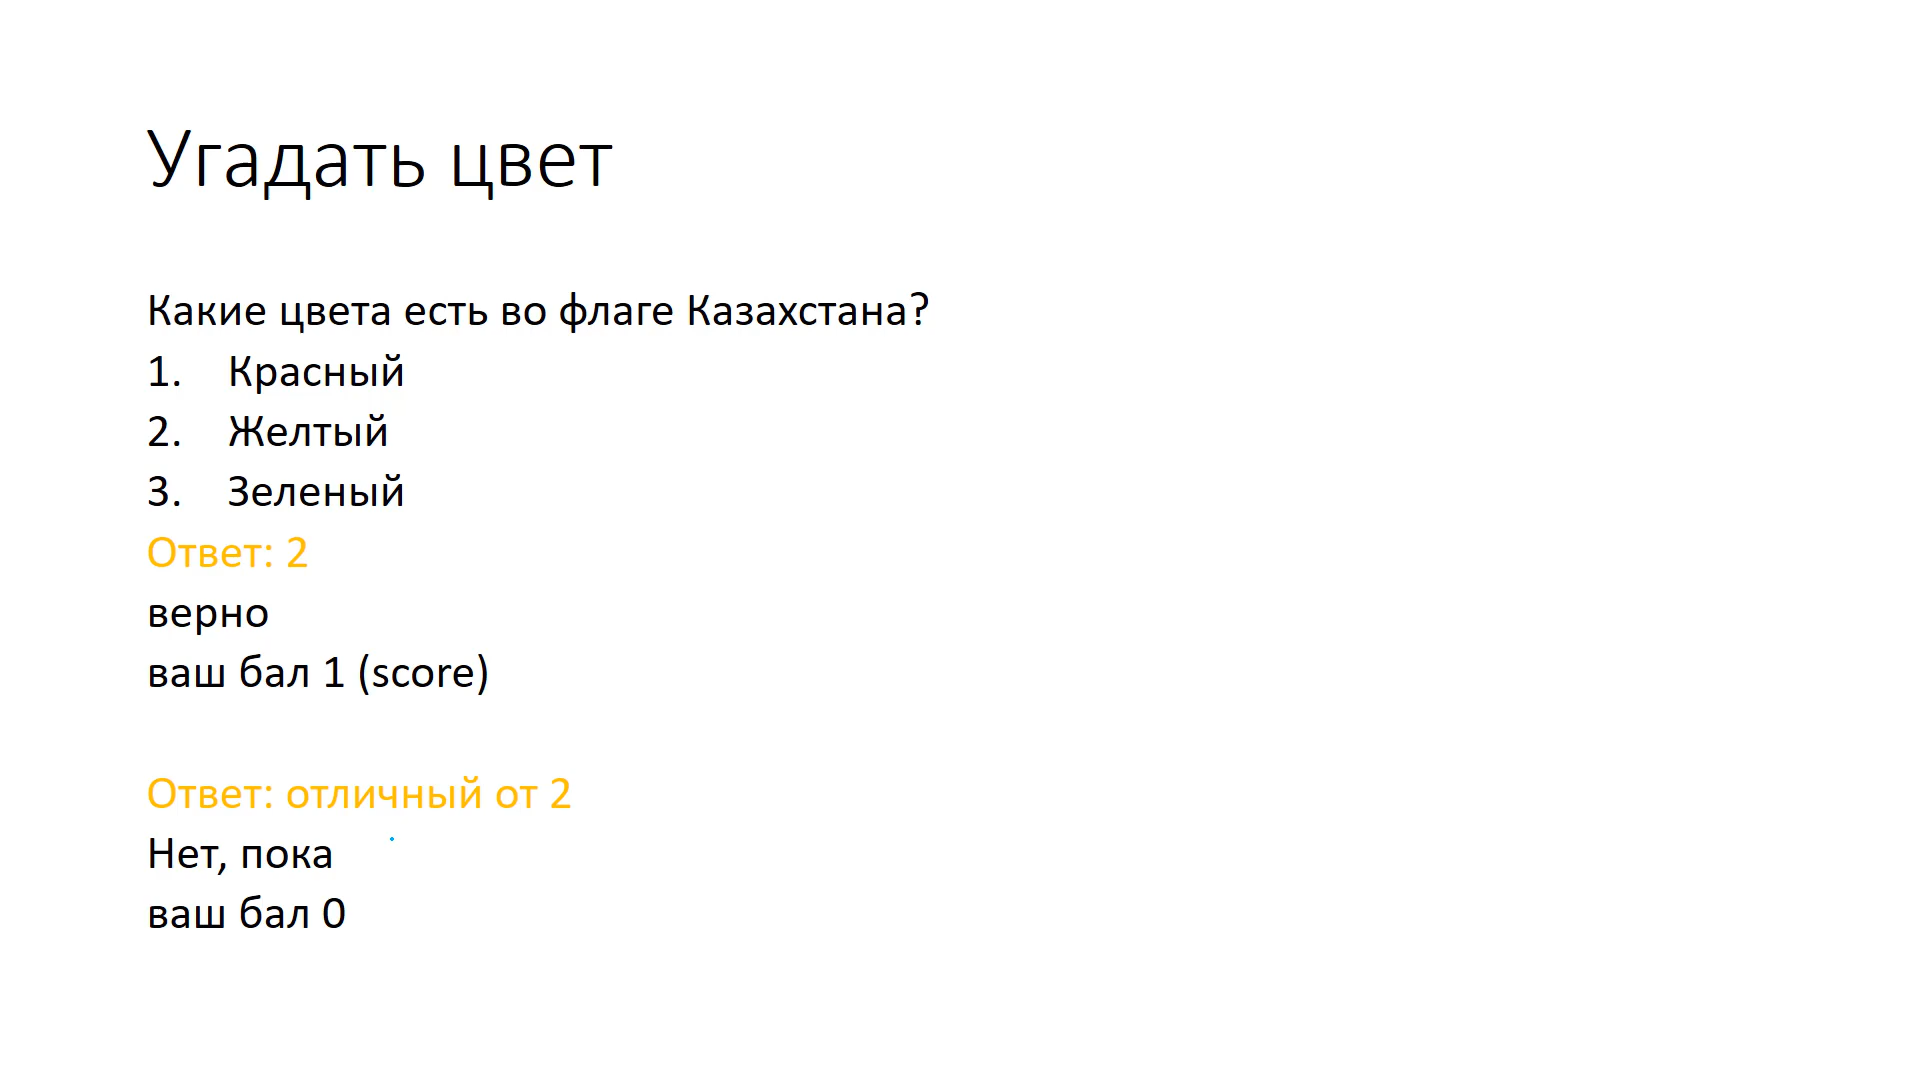 Угадать цвет
Какие цвета есть во флаге Казахстана?
1. Красный
2. Желтый
3. Зеленый
Ответ: 2
верно
ваш бал 1 (score)
Ответ: отличный от 2
Нет, пока
ваш бал 0